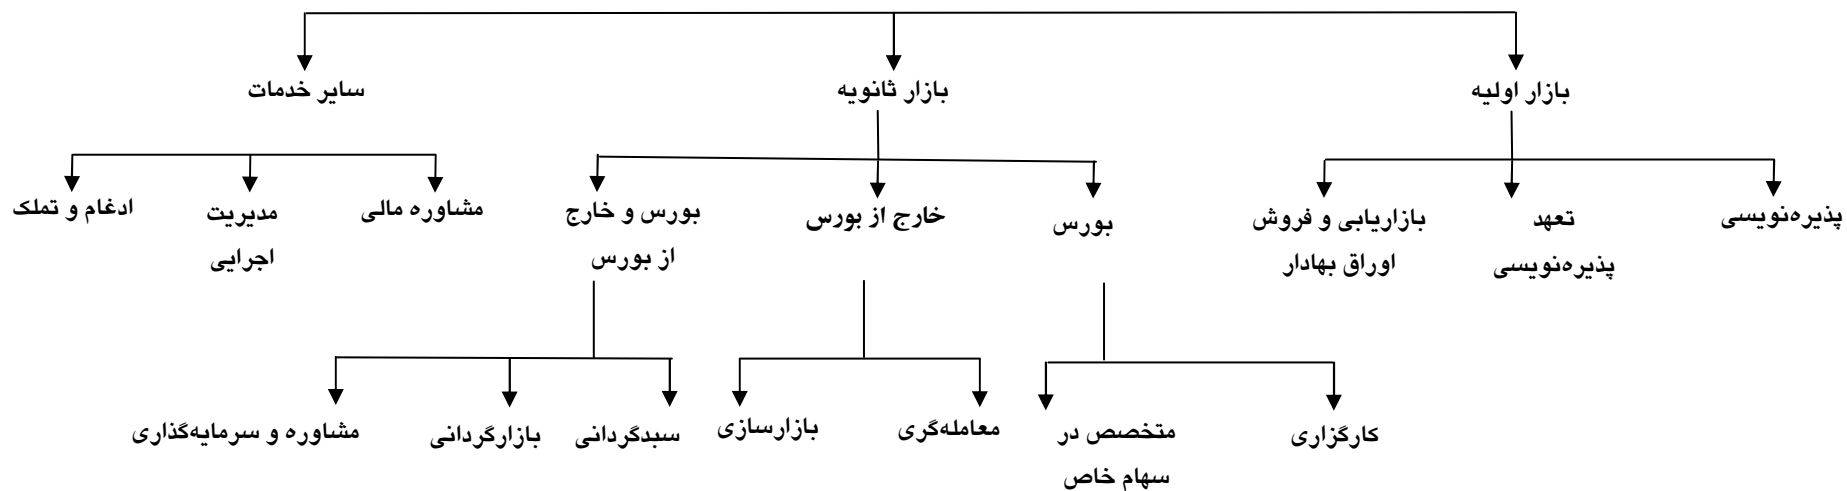 بازار اولیه
بازار ثانویه
سایر خدمات
پذیره‌نویسی
تعهد
پذیره‌نویسی
بازاریابی و فروش
اوراق بهادار
بورس
خارج از بورس
بورس و خارج
از بورس
مشاوره مالی
مدیریت
اجرایی
ادغام و تملک
کارگزاری
متخصص در
سهام خاص
معامله‌گری
بازارسازی
سبدگردانی
بازارگردانی
مشاوره و سرمایه‌گذاری